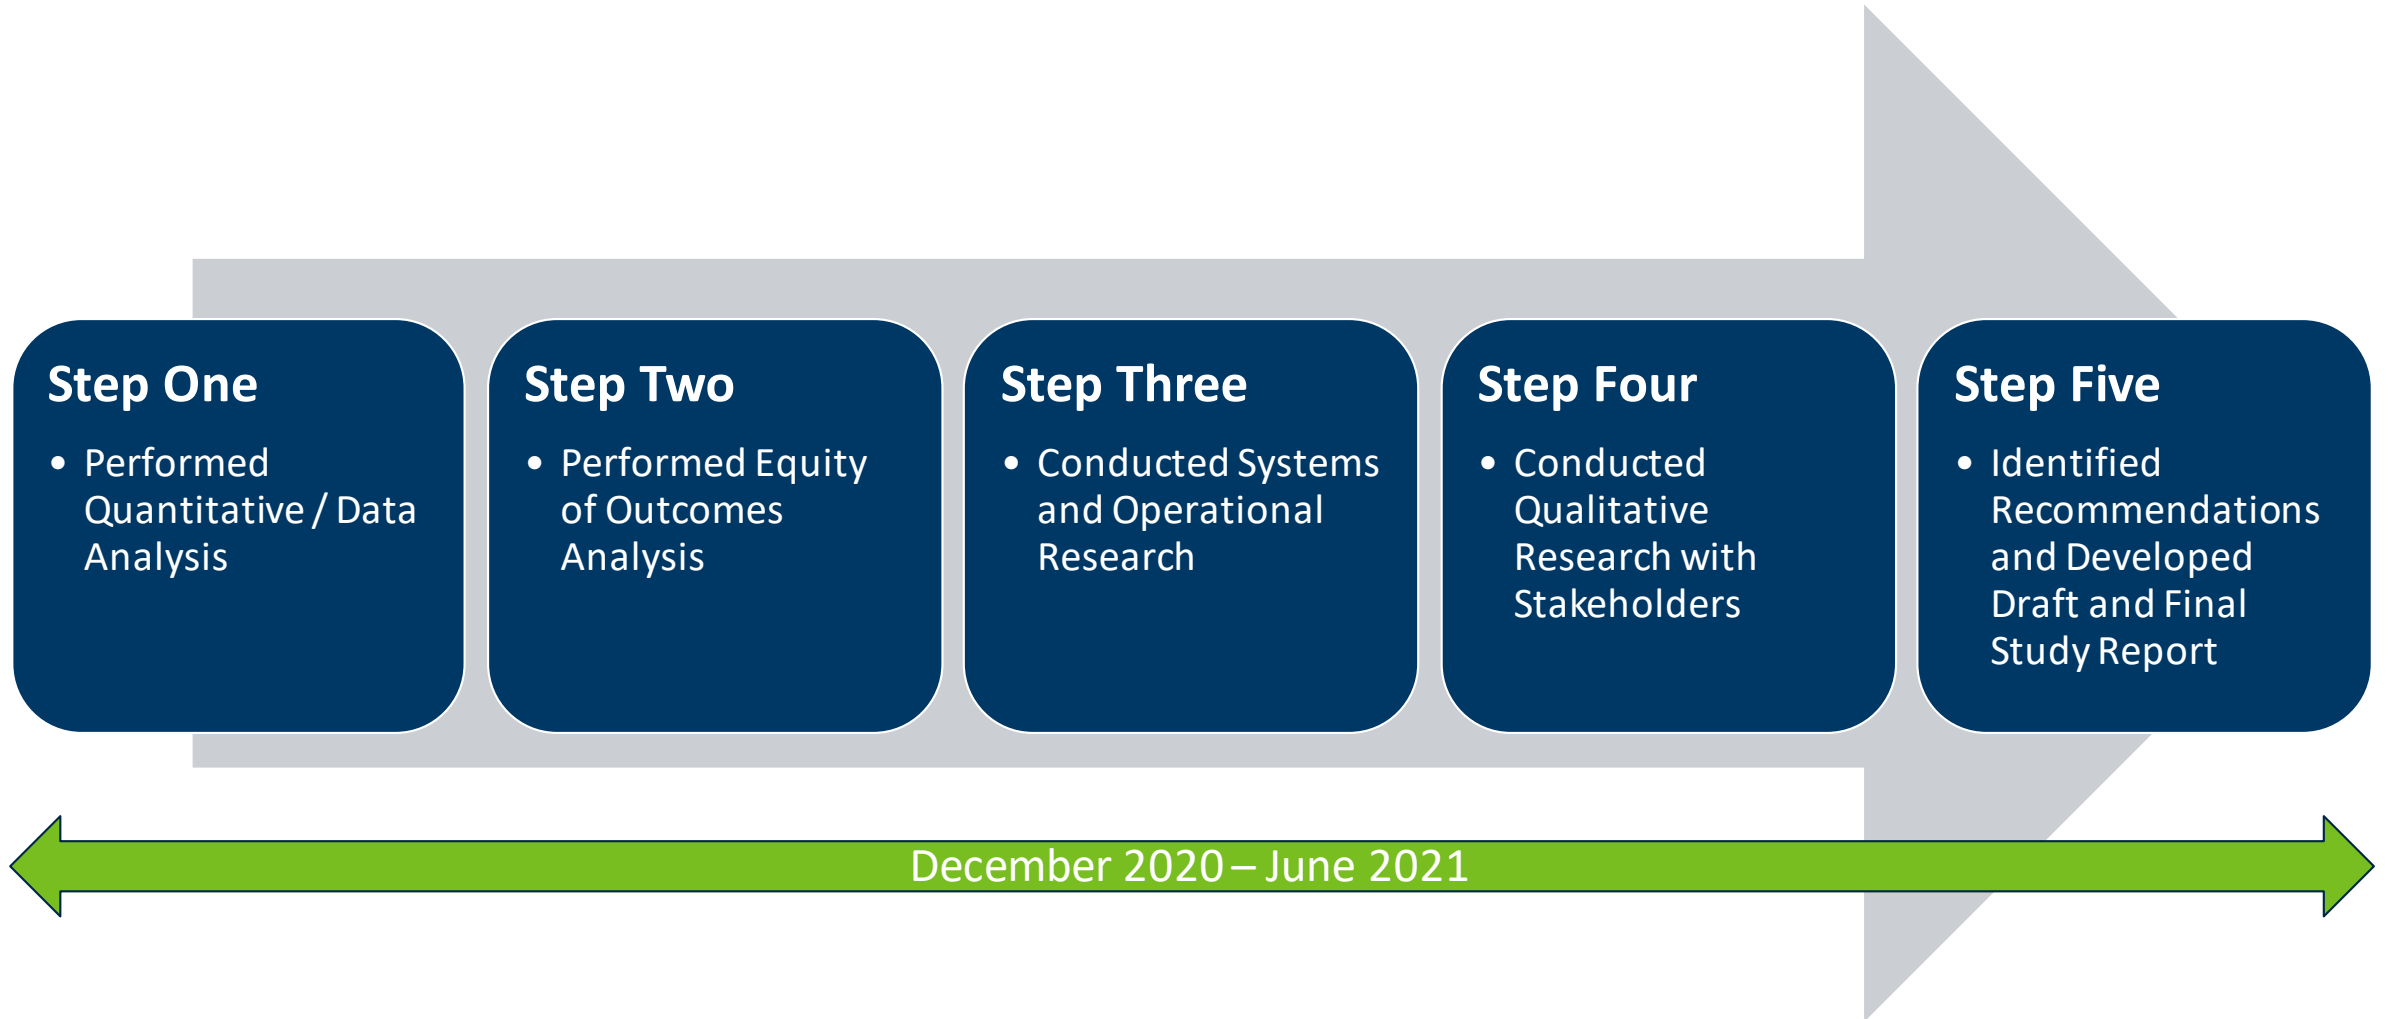 Step One
• Performed
Quantitative / Data
Analysis
Step Two
• Performed Equity
of Outcomes
Analysis
Step Three
• Conducted Systems
and Operational
Research
Step Four
• Conducted
Qualitative
Research with
Stakeholders
Step Five
• Identified
Recommendations
and Developed
Draft and Final
Study Report
December 2020 – June 2021